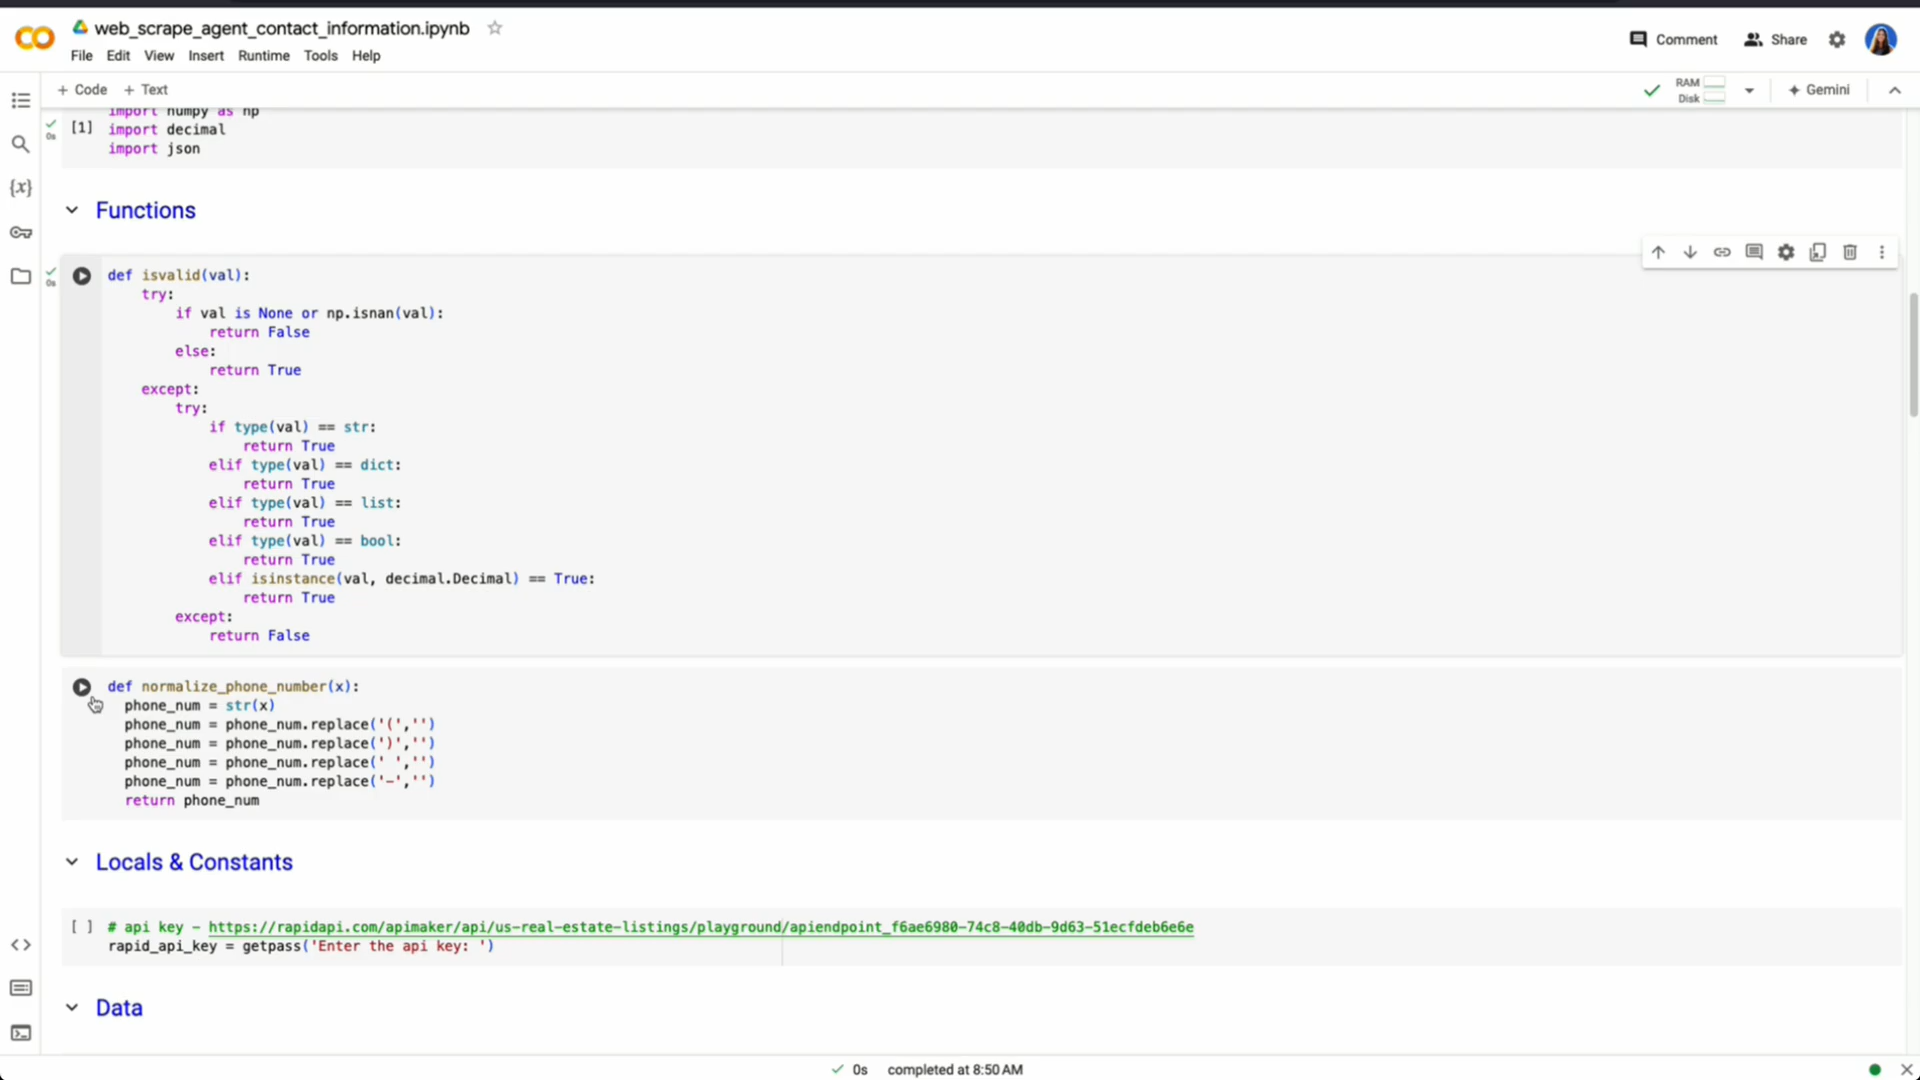 web_scrape_agent_contact_information.ipynb
File Edit View Insert Runtime Tools Help
Comment Share
+ Code + Text
RAM
Disk
Gemini
import numpy as np
[1] import decimal
0s
import json
{x}
Functions
0s
def isvalid(val):
try:
if val is None or np.isnan(val):
return False
else:
return True
except:
try:
if type(val) == str:
return True
elif type(val) == dict:
return True
elif type(val) == list:
return True
elif type(val) == bool:
return True
elif isinstance(val, decimal.Decimal) == True:
return True
except:
return False
def normalize_phone_number(x):
phone_num = str(x)
phone_num = phone_num.replace('(','')
phone_num = phone_num.replace(')','')
phone_num = phone_num.replace(' ','')
phone_num = phone_num.replace('-','')
return phone_num
Locals & Constants
[ ] # api key - https://rapidapi.com/apimaker/api/us-real-estate-listings/playground/apiendpoint_f6ae6980-74c8-40db-9d63-51ecfdeb6e6e
rapid_api_key = getpass('Enter the api key: ')
Data
0s completed at 8:50 AM